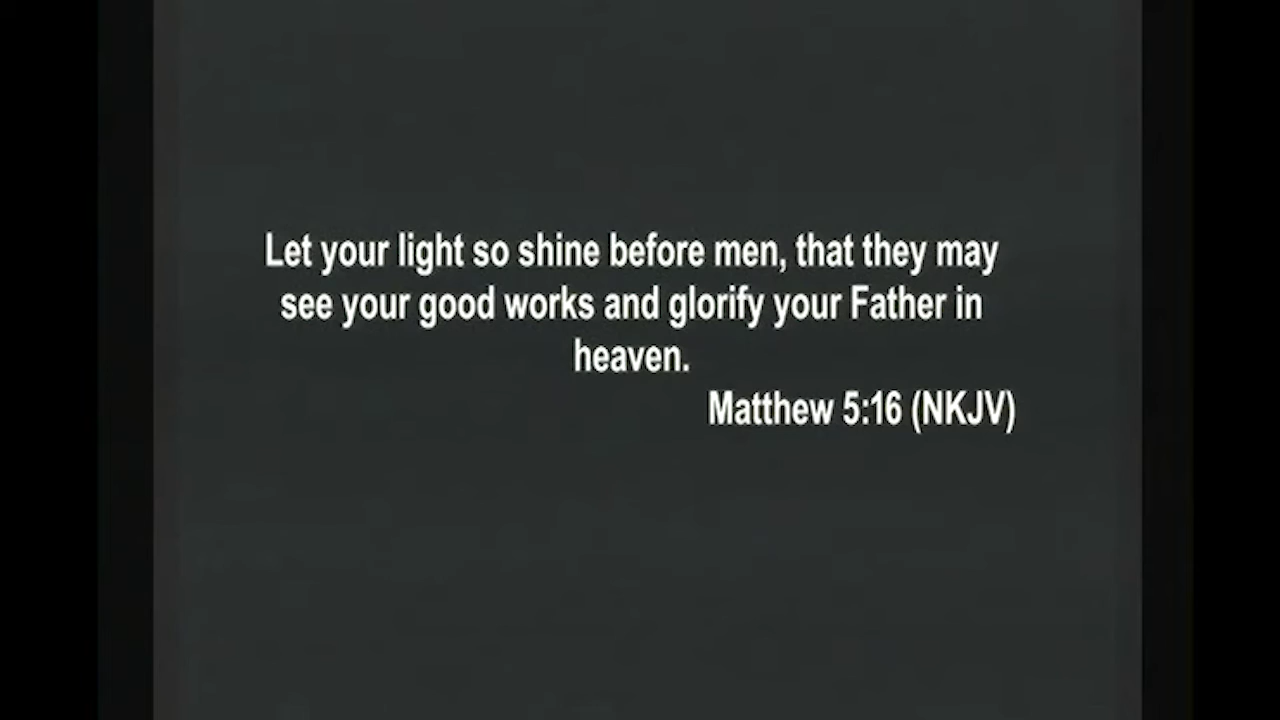 Let your light so shine before men, that they may
see your good works and glorify your Father in
heaven.
Matthew 5:16 (NKJV)